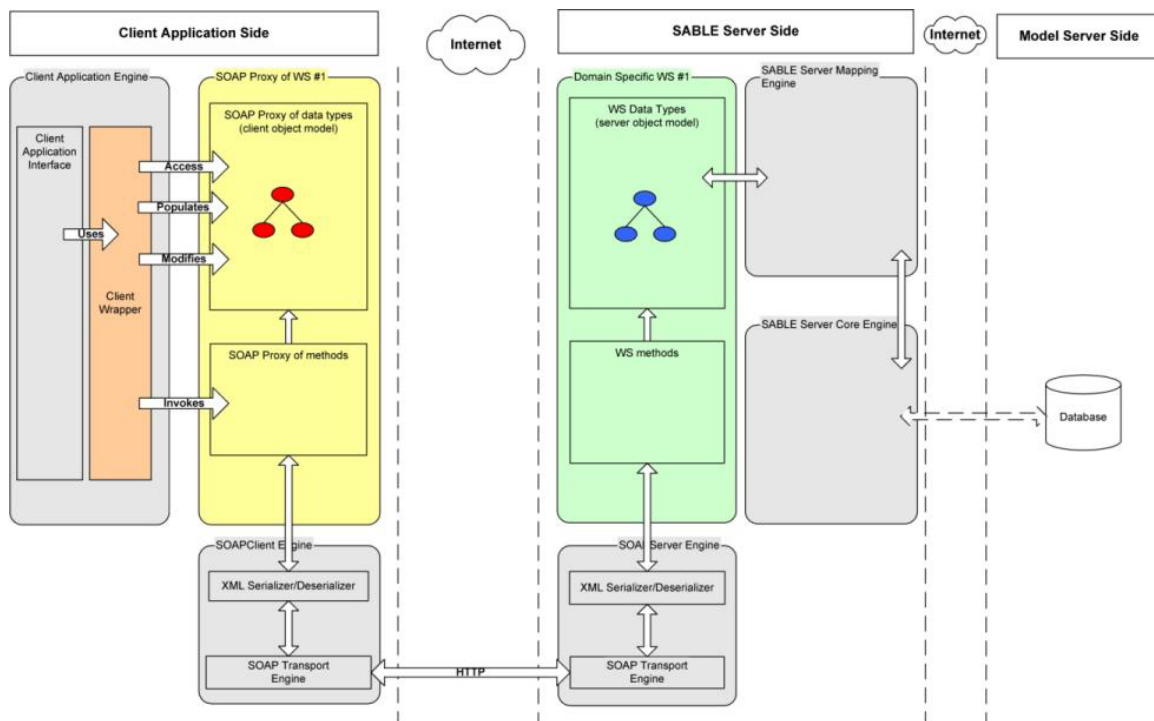 Client Application Side
Internet
SABLE Server Side
Internet
Model Server Side
Client Application Engine
Client
Application
Interface
Uses
Client
Wrapper
Access
Populates
Modifies
Invokes
SOAP Proxy of WS #1
SOAP Proxy of data types
(client object model)
SOAP Proxy of methods
SOAPClient Engine
XML Serializer/Deserializer
SOAP Transport
Engine
HTTP
Domain Specific WS #1
WS Data Types
(server object model)
WS methods
SOAPServer Engine
XML Serializer/Deserializer
SOAP Transport
Engine
SABLE Server Mapping
Engine
SABLE Server Core Engine
Database